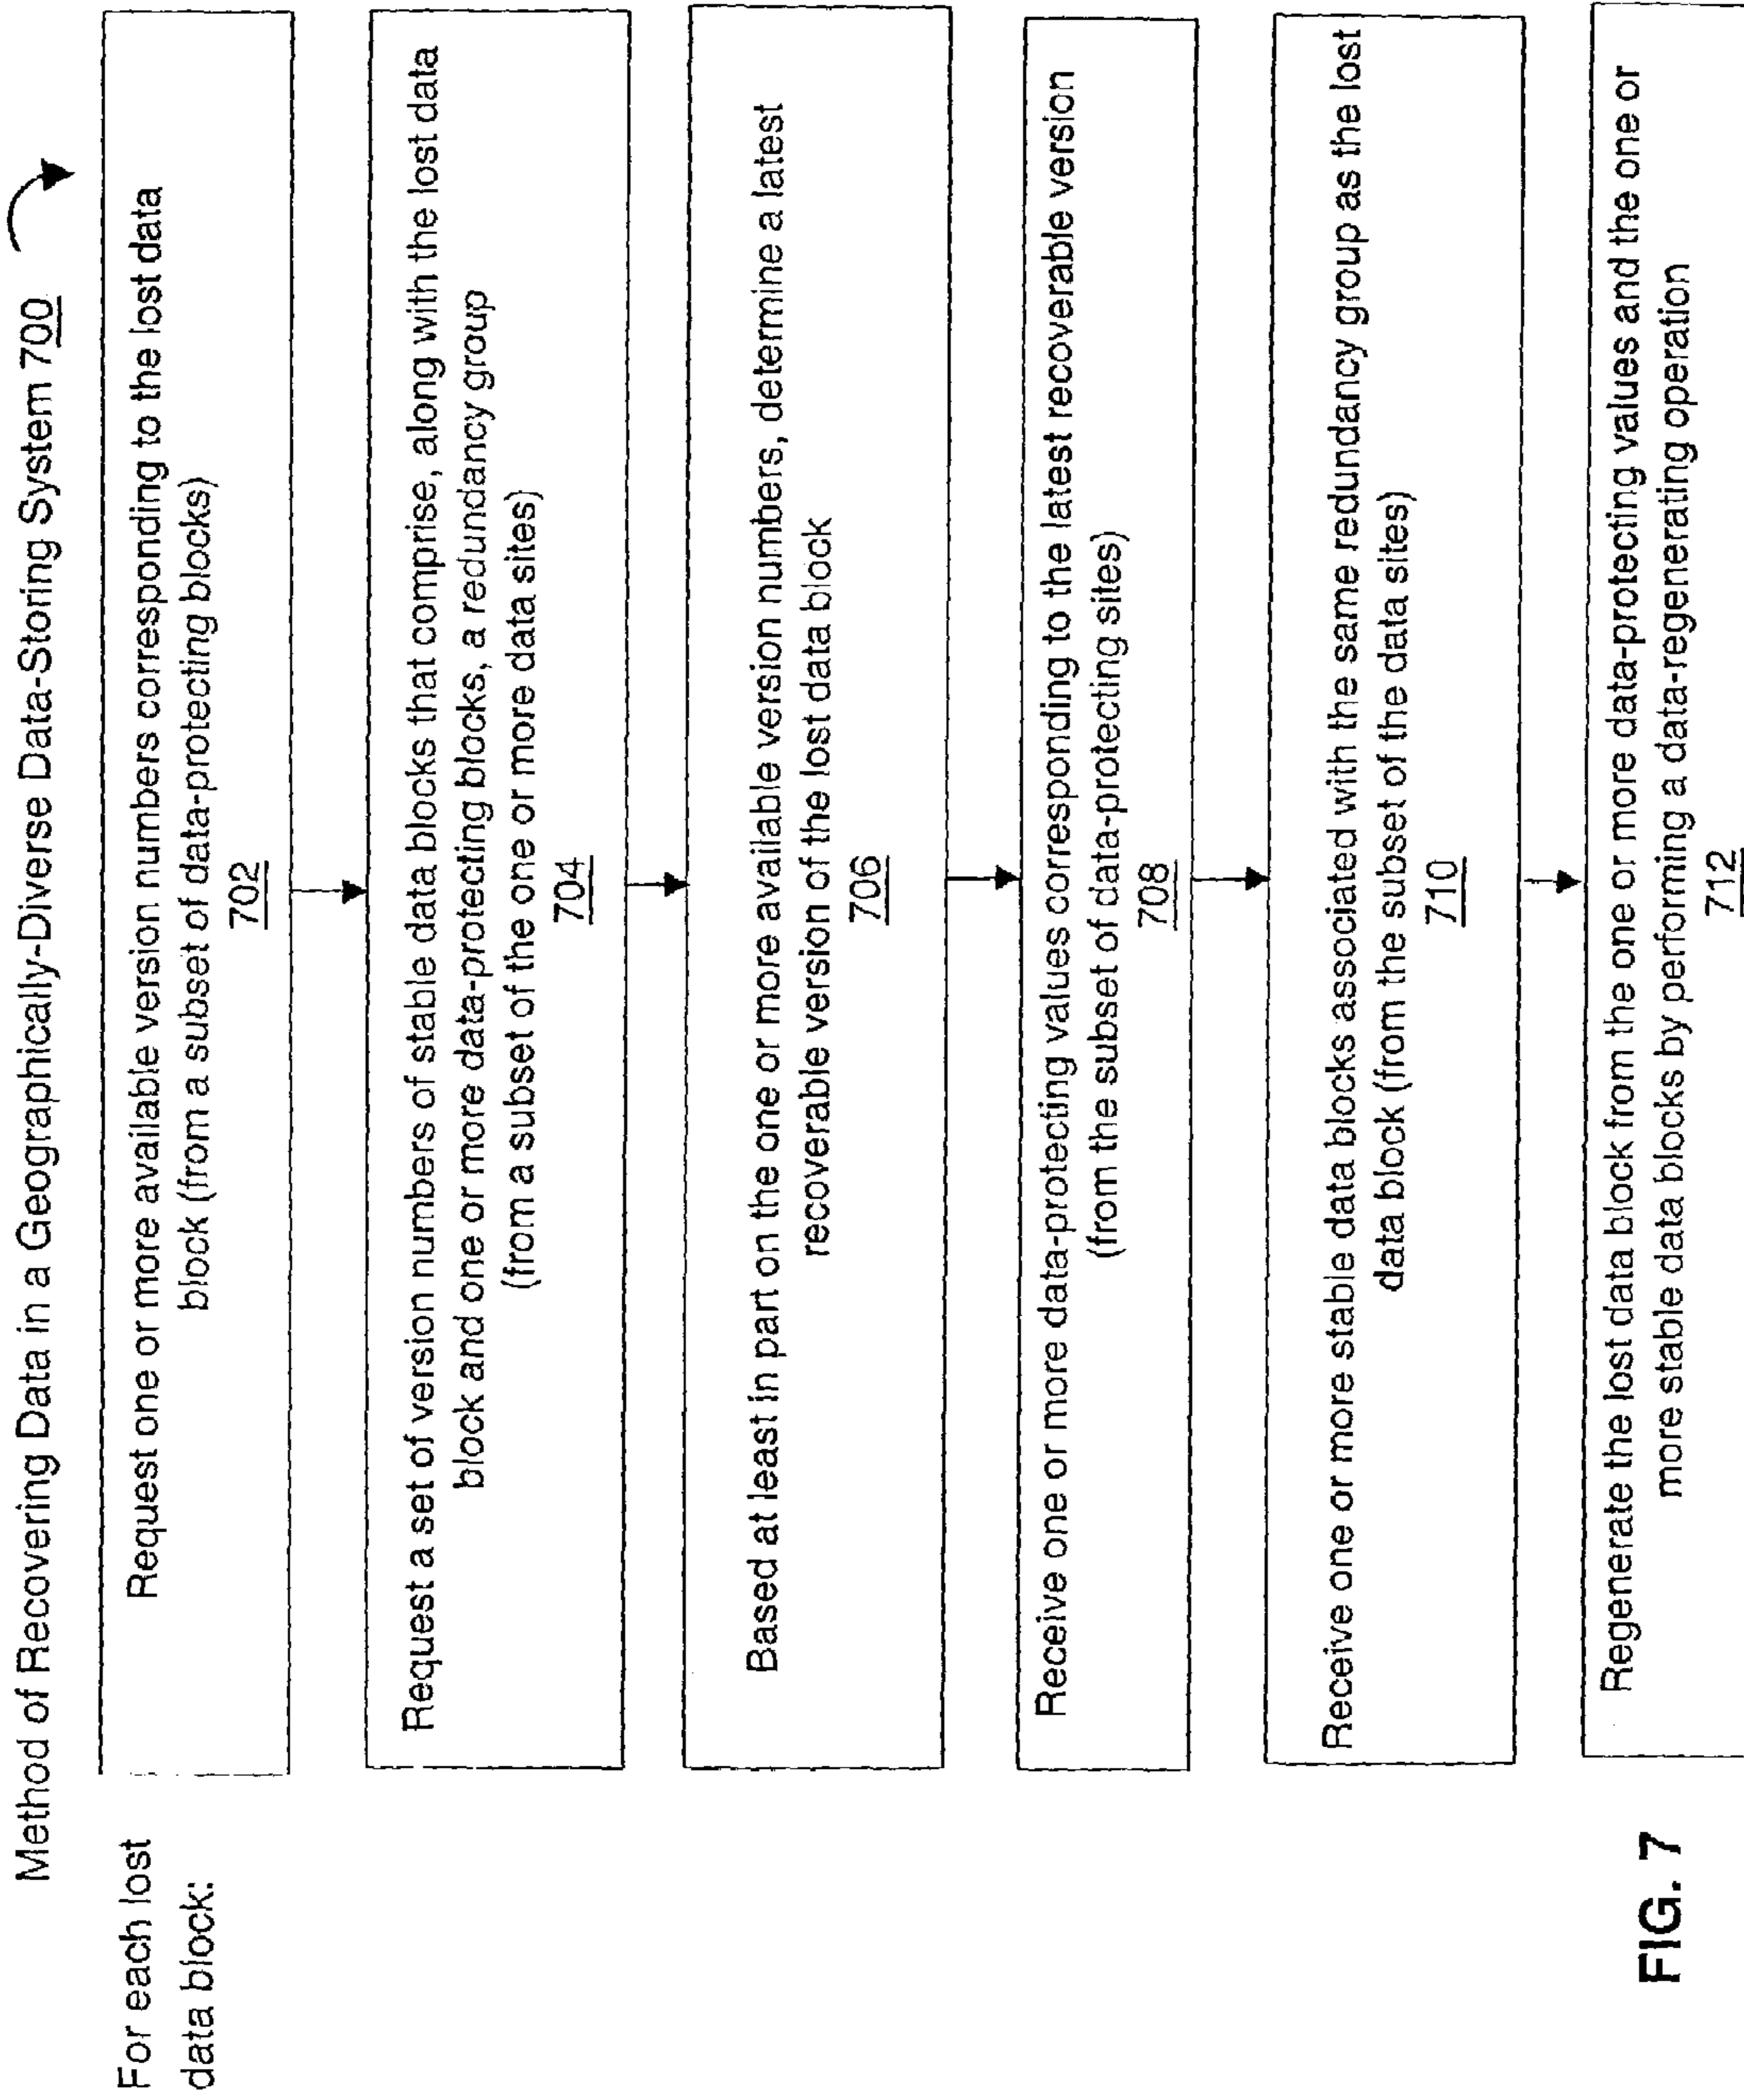 Method of Recovering Data in a Geographically-Diverse Data-Storing System 700
For each lost
data block:
Request one or more available version numbers corresponding to the lost data
block (from a subset of data-protecting blocks)
702
Request a set of version numbers of stable data blocks that comprise, along with the lost data
block and one or more data-protecting blocks, a redundancy group
(from a subset of the one or more data sites)
704
Based at least in part on the one or more available version numbers, determine a latest
recoverable version of the lost data block
706
Receive one or more data-protecting values corresponding to the latest recoverable version
(from the subset of data-protecting sites)
708
Receive one or more stable data blocks associated with the same redundancy group as the lost
data block (from the subset of the data sites)
710
Regenerate the lost data block from the one or more data-protecting values and the one or
more stable data blocks by performing a data-regenerating operation
712
FIG. 7